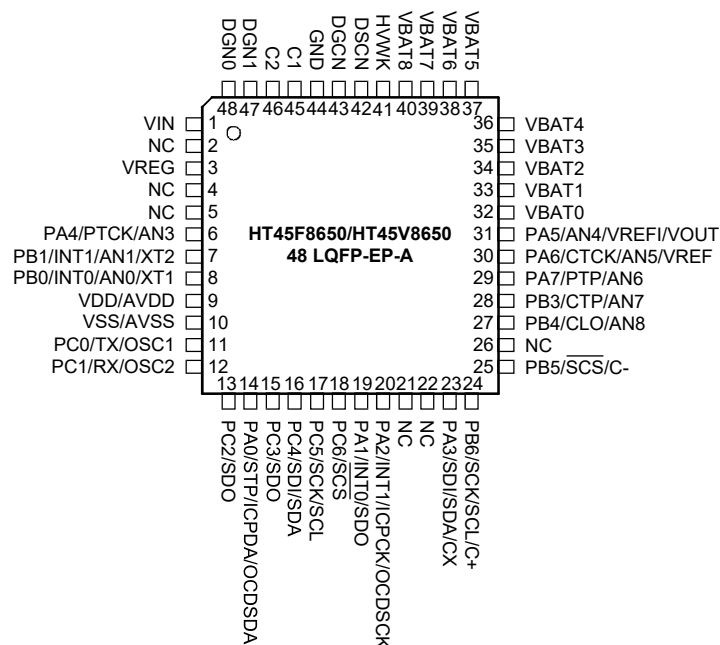 DGN0
DGN1
C2
C1
GND
DGCN
DSCN
HVWK
VBAT8
VBAT7
VBAT6
VBAT5
48 47 46 45 44 43 42 41 40 39 38 37
VIN 1
NC 2
VREG 3
NC 4
NC 5
PA4/PTCK/AN3 6
PB1/INT1/AN1/XT2 7
PB0/INT0/AN0/XT1 8
VDD/AVDD 9
VSS/AVSS 10
PC0/TX/OSC1 11
PC1/RX/OSC2 12
HT45F8650/HT45V8650
48 LQFP-EP-A
36 VBAT4
35 VBAT3
34 VBAT2
33 VBAT1
32 VBAT0
31 PA5/AN4/VREFI/VOUT
30 PA6/CTCK/AN5/VREF
29 PA7/PTP/AN6
28 PB3/CTP/AN7
27 PB4/CLO/AN8
26 NC
25 PB5/S̅C̅S̅/C-
13 14 15 16 17 18 19 20 21 22 23 24
PC2/SDO
PA0/STP/ICPDA/OCDSDA
PC3/SDO
PC4/SDI/SDA
PC5/SCK/SCL
PC6/S̅C̅S̅
PA1/INT0/SDO
PA2/INT1/ICPCK/OCDSCK
NC
NC
PA3/SDI/SDA/CX
PB6/SCK/SCL/C+